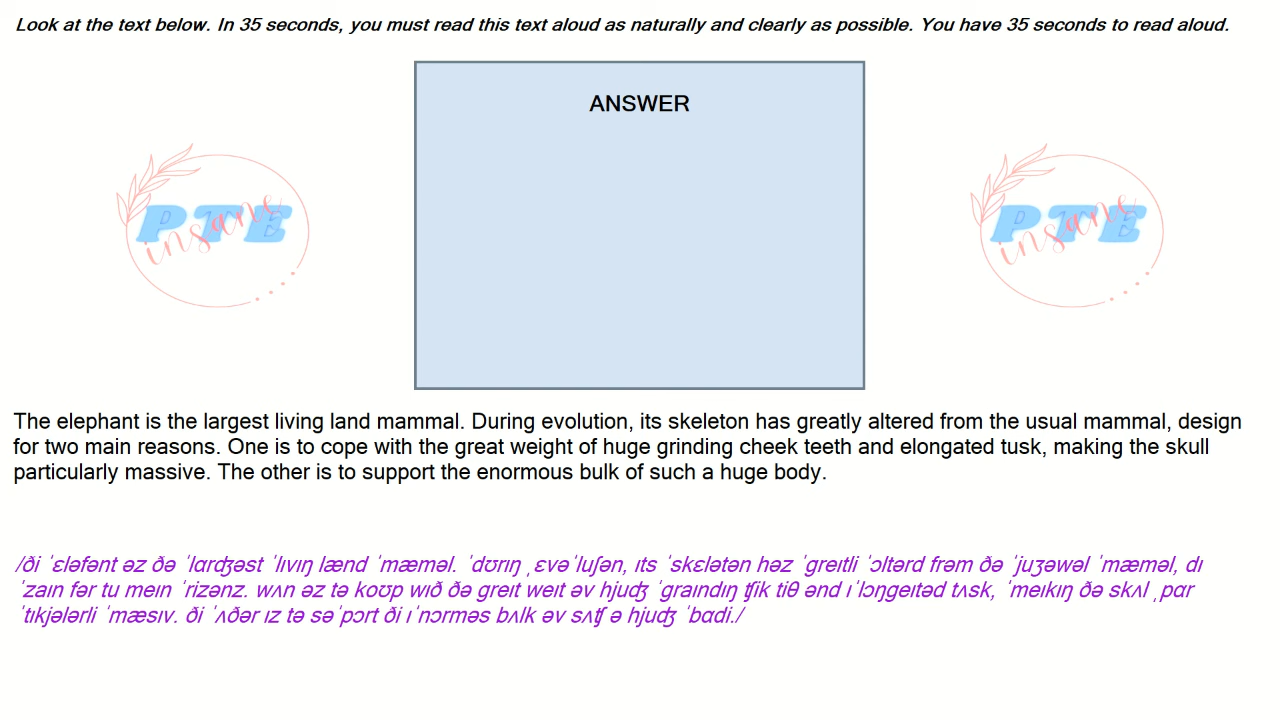 Look at the text below. In 35 seconds, you must read this text aloud as naturally and clearly as possible. You have 35 seconds to read aloud.
ANSWER
PTE
insane
PTE
insane
The elephant is the largest living land mammal. During evolution, its skeleton has greatly altered from the usual mammal, design
for two main reasons. One is to cope with the great weight of huge grinding cheek teeth and elongated tusk, making the skull
particularly massive. The other is to support the enormous bulk of such a huge body.
/ði ˈɛləfənt əz ðə ˈlɑrʤəst ˈlɪvɪŋ lænd ˈmæməl. ˈdʊrɪŋ ˌɛvəˈluʃən, ɪts ˈskɛlətən həz ˈgreɪtli ˈɔltərd frəm ðə ˈjuʒəwəl ˈmæməl, dɪ
ˈzaɪn fər tu meɪn ˈrizənz. wʌn əz tə koʊp wɪð ðə greɪt weɪt əv hjuʤ ˈgraɪndɪŋ ʧik tiθ ənd ɪˈlɔŋgeɪtəd tʌsk, ˈmeɪkɪŋ ðə skʌl ˌpɑr
ˈtɪkjələrli ˈmæsɪv. ði ˈʌðər ɪz tə səˈpɔrt ði ɪˈnɔrməs bʌlk əv sʌʧ ə hjuʤ ˈbɑdi./